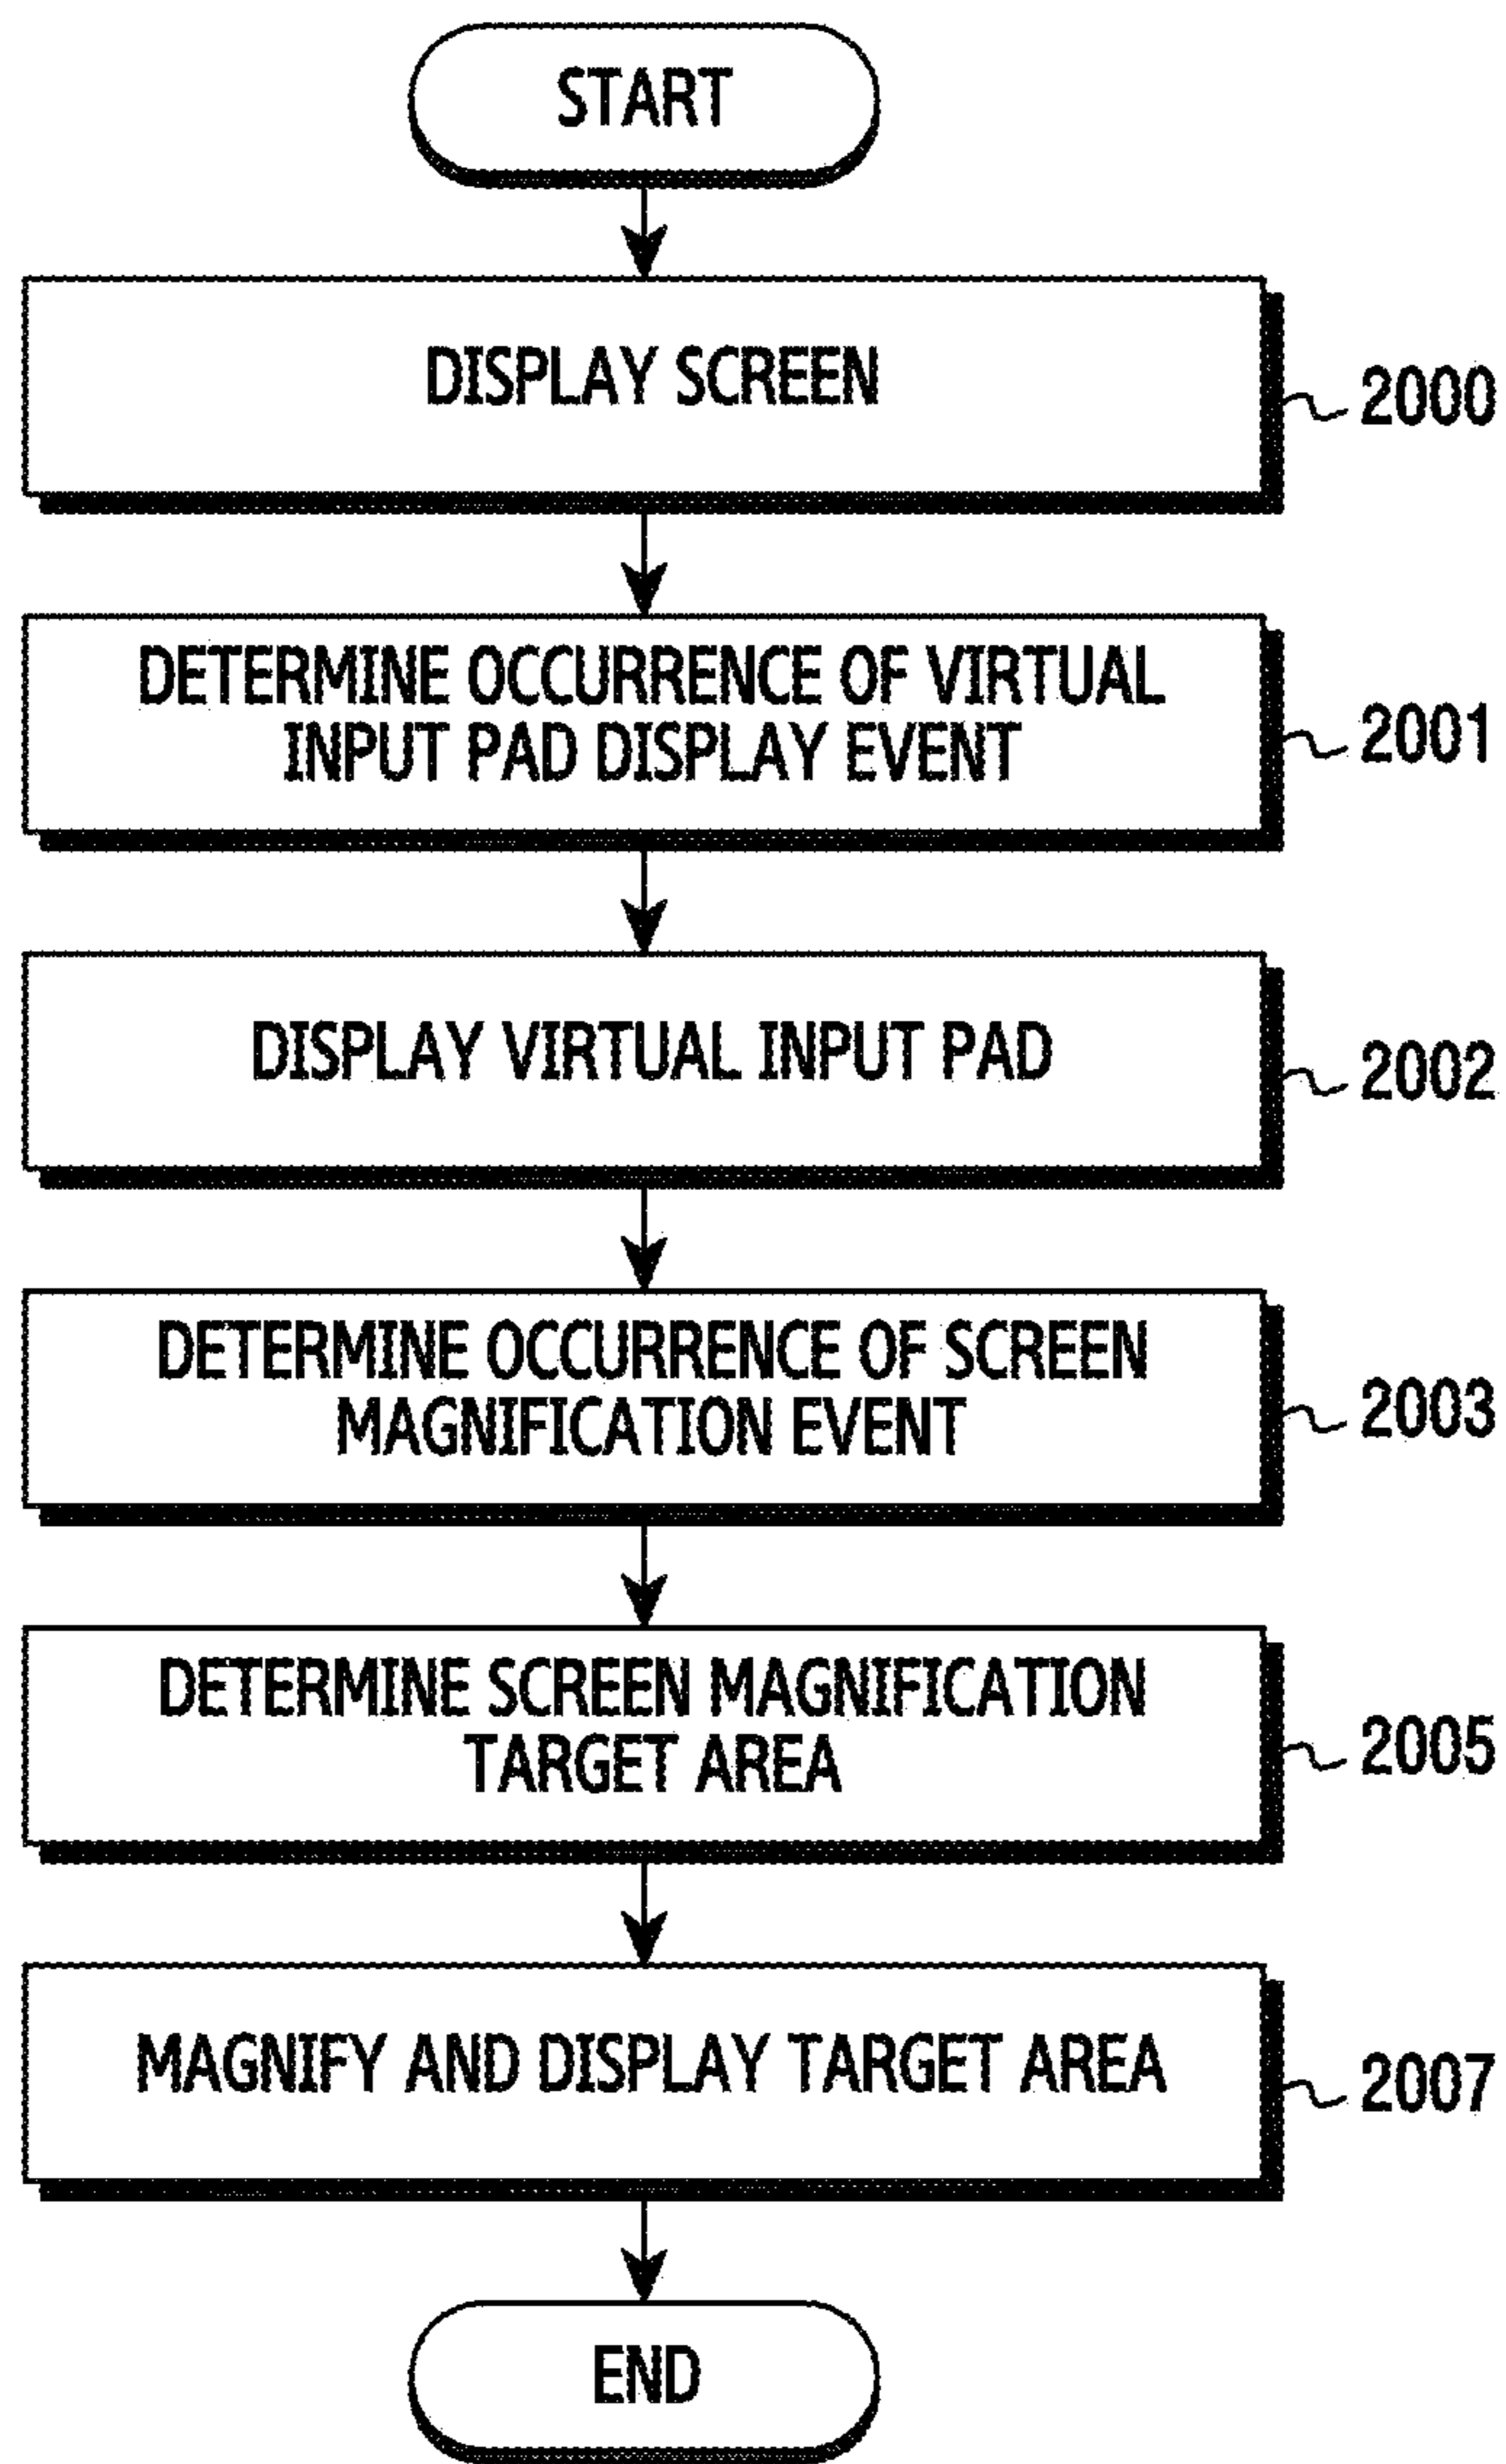 START
DISPLAY SCREEN
2000
DETERMINE OCCURRENCE OF VIRTUAL
INPUT PAD DISPLAY EVENT
2001
DISPLAY VIRTUAL INPUT PAD
2002
DETERMINE OCCURRENCE OF SCREEN
MAGNIFICATION EVENT
2003
DETERMINE SCREEN MAGNIFICATION
TARGET AREA
2005
MAGNIFY AND DISPLAY TARGET AREA
2007
END